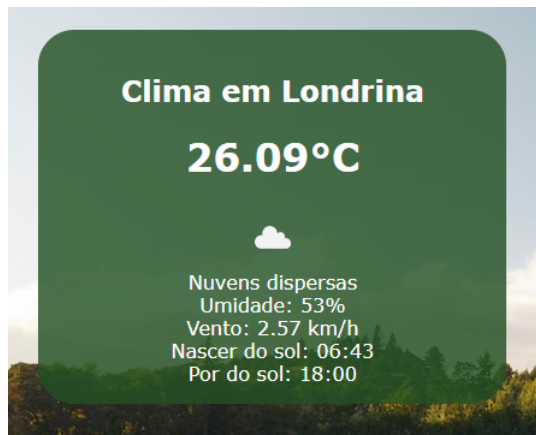 Clima em Londrina
26.09°C
Nuvens dispersas
Umidade: 53%
Vento: 2.57 km/h
Nascer do sol: 06:43
Por do sol: 18:00